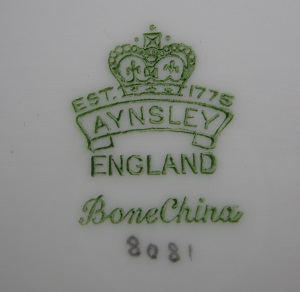 EST. 1775
AYNSLEY
ENGLAND
Bone China
8081